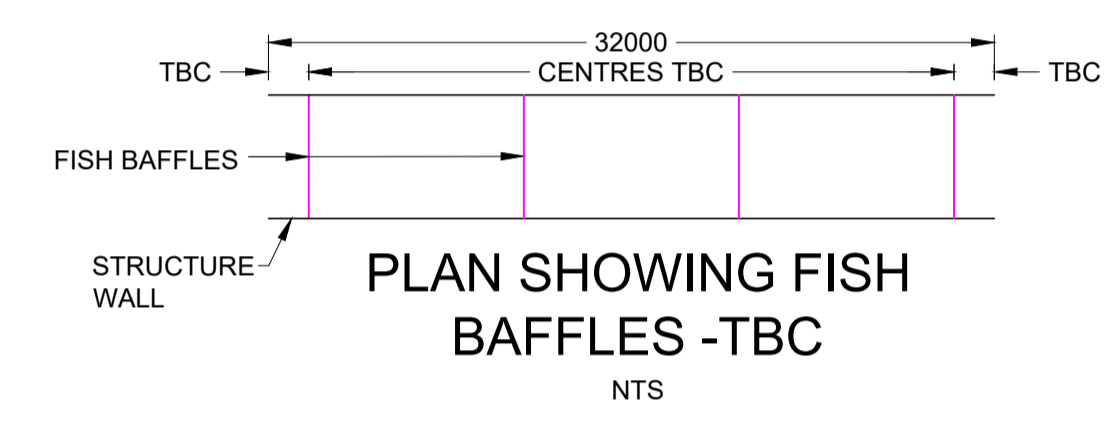 32000
TBC
CENTRES TBC
TBC
FISH BAFFLES
STRUCTURE
WALL
PLAN SHOWING FISH
BAFFLES -TBC
NTS